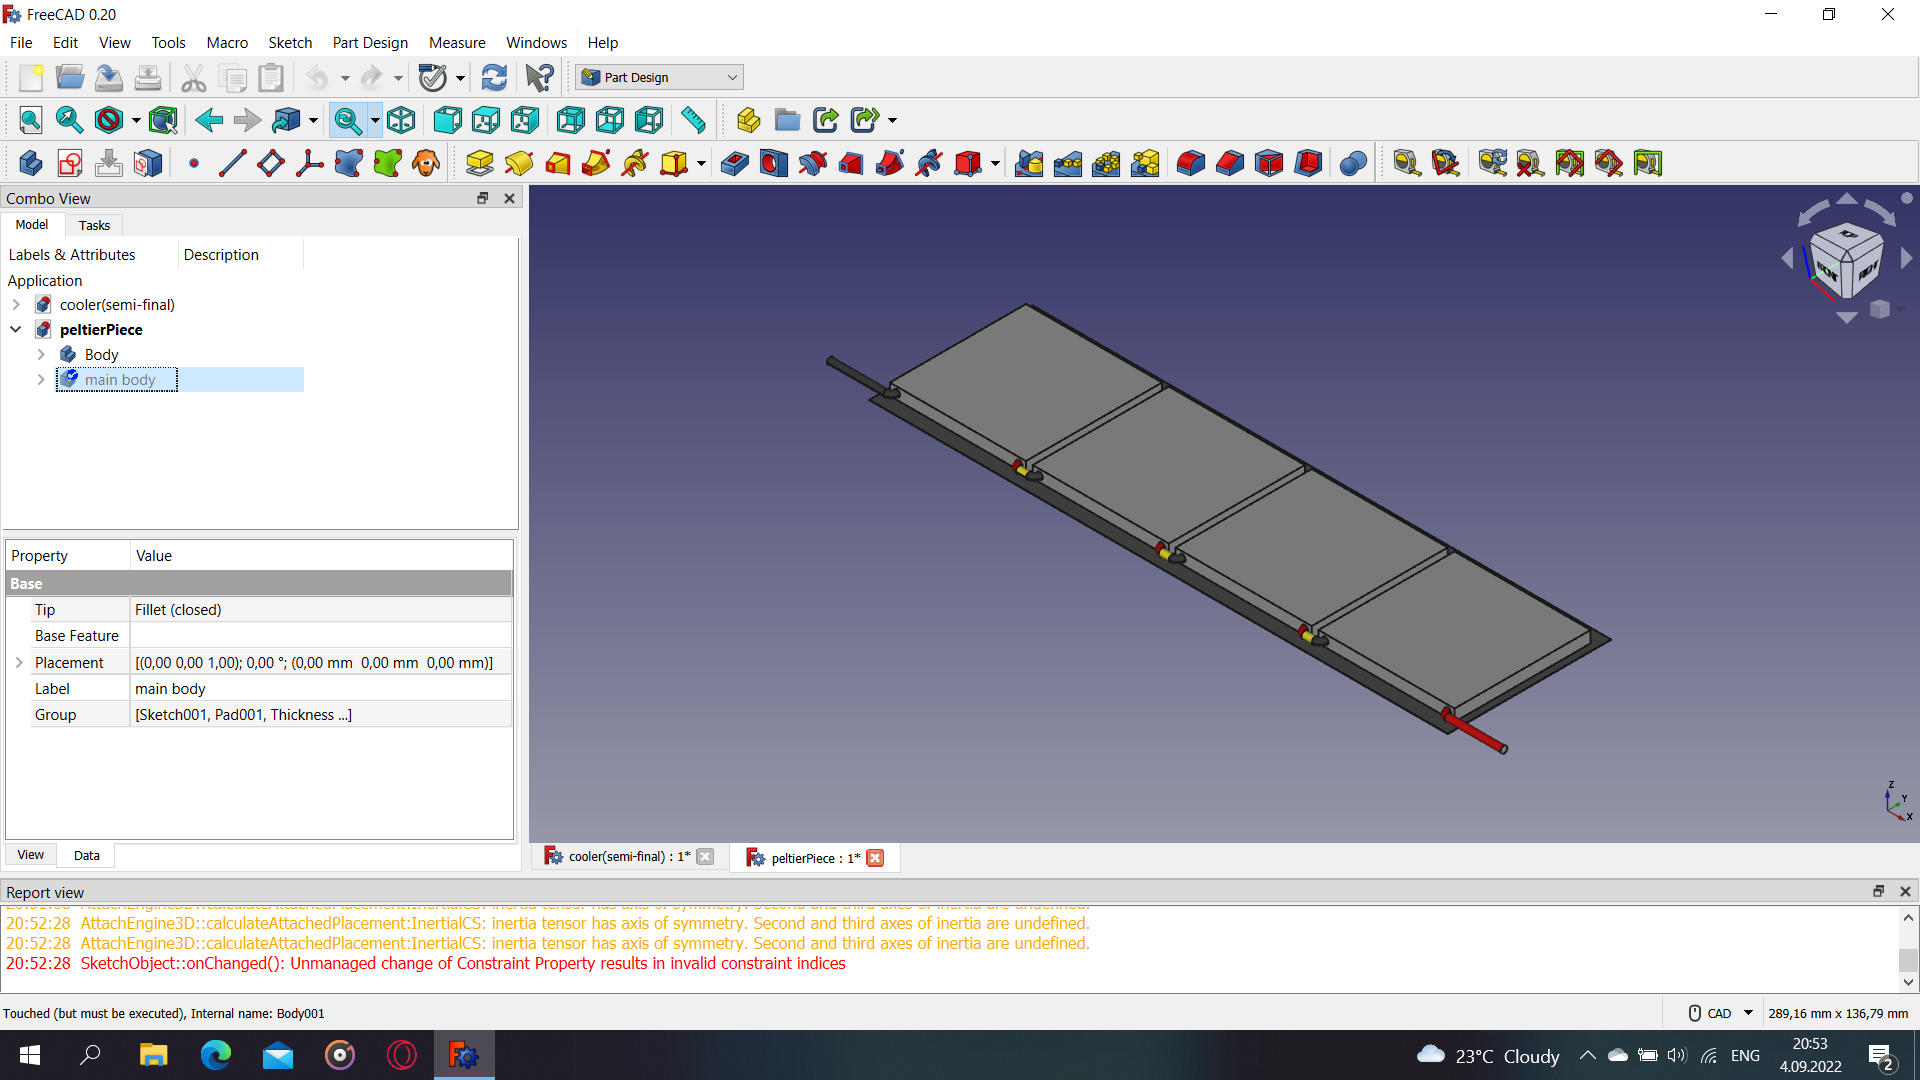 FreeCAD 0.20
File Edit View Tools Macro Sketch Part Design Measure Windows Help
Part Design
Combo View
Model Tasks
Labels & Attributes Description
Application
cooler(semi-final)
peltierPiece
Body
main body
Property Value
Base
Tip Fillet (closed)
Base Feature
Placement [(0,00 0,00 1,00); 0,00 °; (0,00 mm 0,00 mm 0,00 mm)]
Label main body
Group [Sketch001, Pad001, Thickness ...]
View Data
TOP
FRONT RIGHT
Z
Y
X
cooler(semi-final) : 1* peltierPiece : 1*
Report view
20:52:28 AttachEngine3D::calculateAttachedPlacement:InertialCS: inertia tensor has axis of symmetry. Second and third axes of inertia are undefined.
20:52:28 AttachEngine3D::calculateAttachedPlacement:InertialCS: inertia tensor has axis of symmetry. Second and third axes of inertia are undefined.
20:52:28 SketchObject::onChanged(): Unmanaged change of Constraint Property results in invalid constraint indices
Touched (but must be executed), Internal name: Body001
CAD 289,16 mm x 136,79 mm
23°C Cloudy ENG 20:53
4.09.2022
2